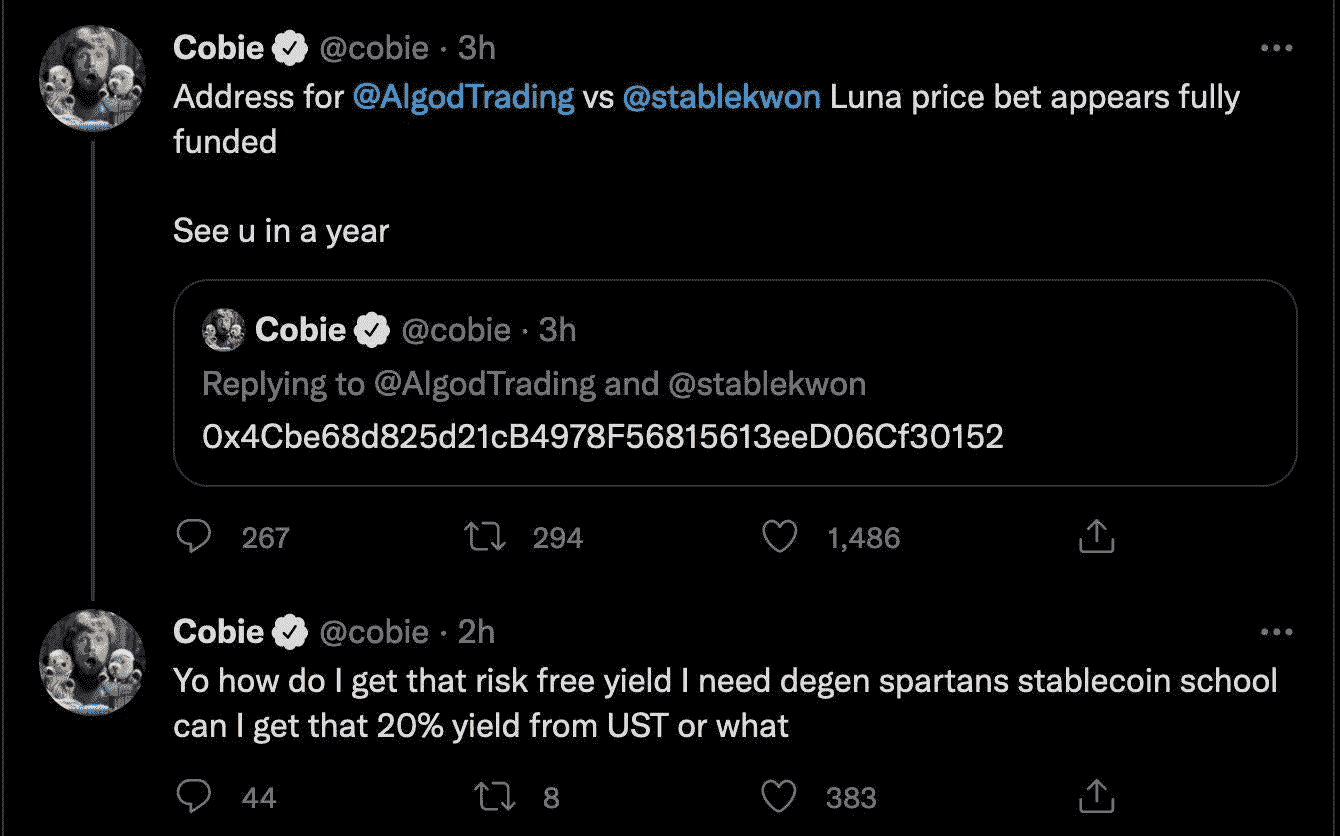 Cobie @cobie · 3h
Address for @AlgodTrading vs @stablekwon Luna price bet appears fully
funded
See u in a year
Cobie @cobie · 3h
Replying to @AlgodTrading and @stablekwon
0x4Cbe68d825d21cB4978F56815613eeD06Cf30152
267 294 1,486
Cobie @cobie · 2h
Yo how do I get that risk free yield I need degen spartans stablecoin school
can I get that 20% yield from UST or what
44 8 383